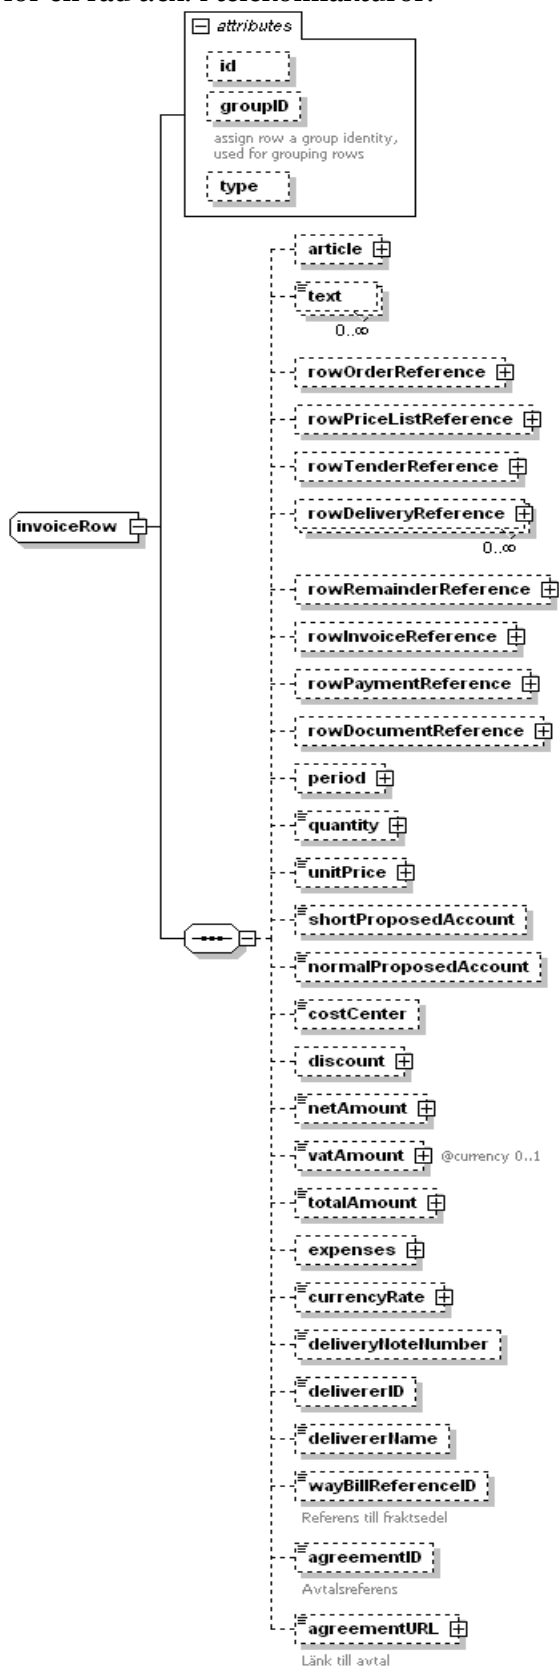 attributes
id
groupID
assign row a group identity,
used for grouping rows
type
article
text
0..∞
rowOrderReference
rowPriceListReference
rowTenderReference
rowDeliveryReference
invoiceRow
0..∞
rowRemainderReference
rowInvoiceReference
rowPaymentReference
rowDocumentReference
period
quantity
unitPrice
shortProposedAccount
normalProposedAccount
costCenter
discount
netAmount
vatAmount @currency 0..1
totalAmount
expenses
currencyRate
deliveryNoteNumber
delivererID
delivererName
wayBillReferenceID
Referens till fraktsedel
agreementID
Avtalsreferens
agreementURL
Länk till avtal